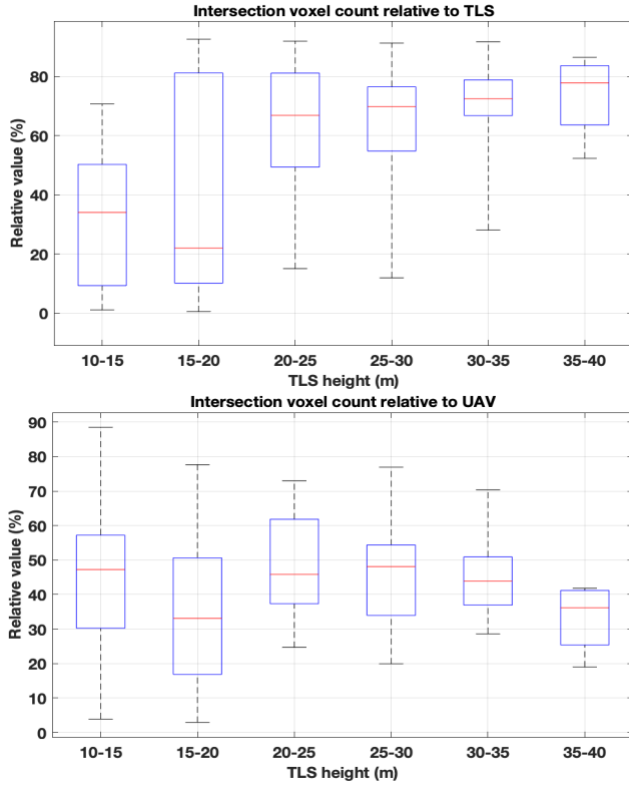 Intersection voxel count relative to TLS
Relative value (%)
80
60
40
20
0
10-15 15-20 20-25 25-30 30-35 35-40
TLS height (m)
Intersection voxel count relative to UAV
Relative value (%)
90
80
70
60
50
40
30
20
10
0
10-15 15-20 20-25 25-30 30-35 35-40
TLS height (m)